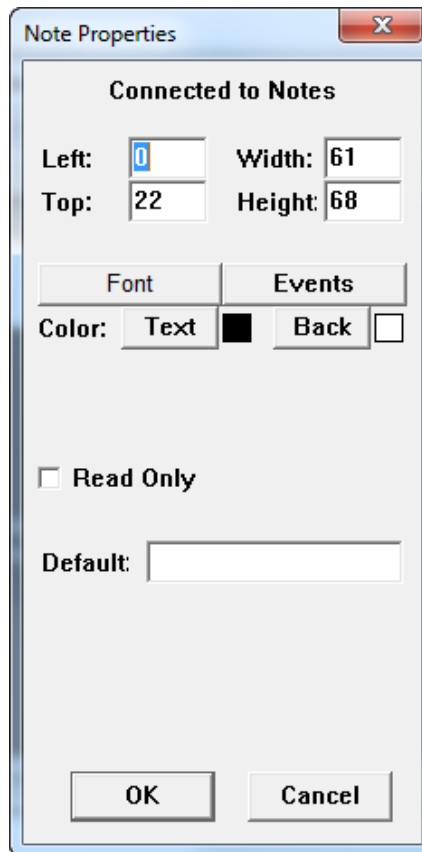 Note Properties
Connected to Notes
Left: 0 Width: 61
Top: 22 Height: 68
Font Events
Color: Text Back
Read Only
Default:
OK Cancel